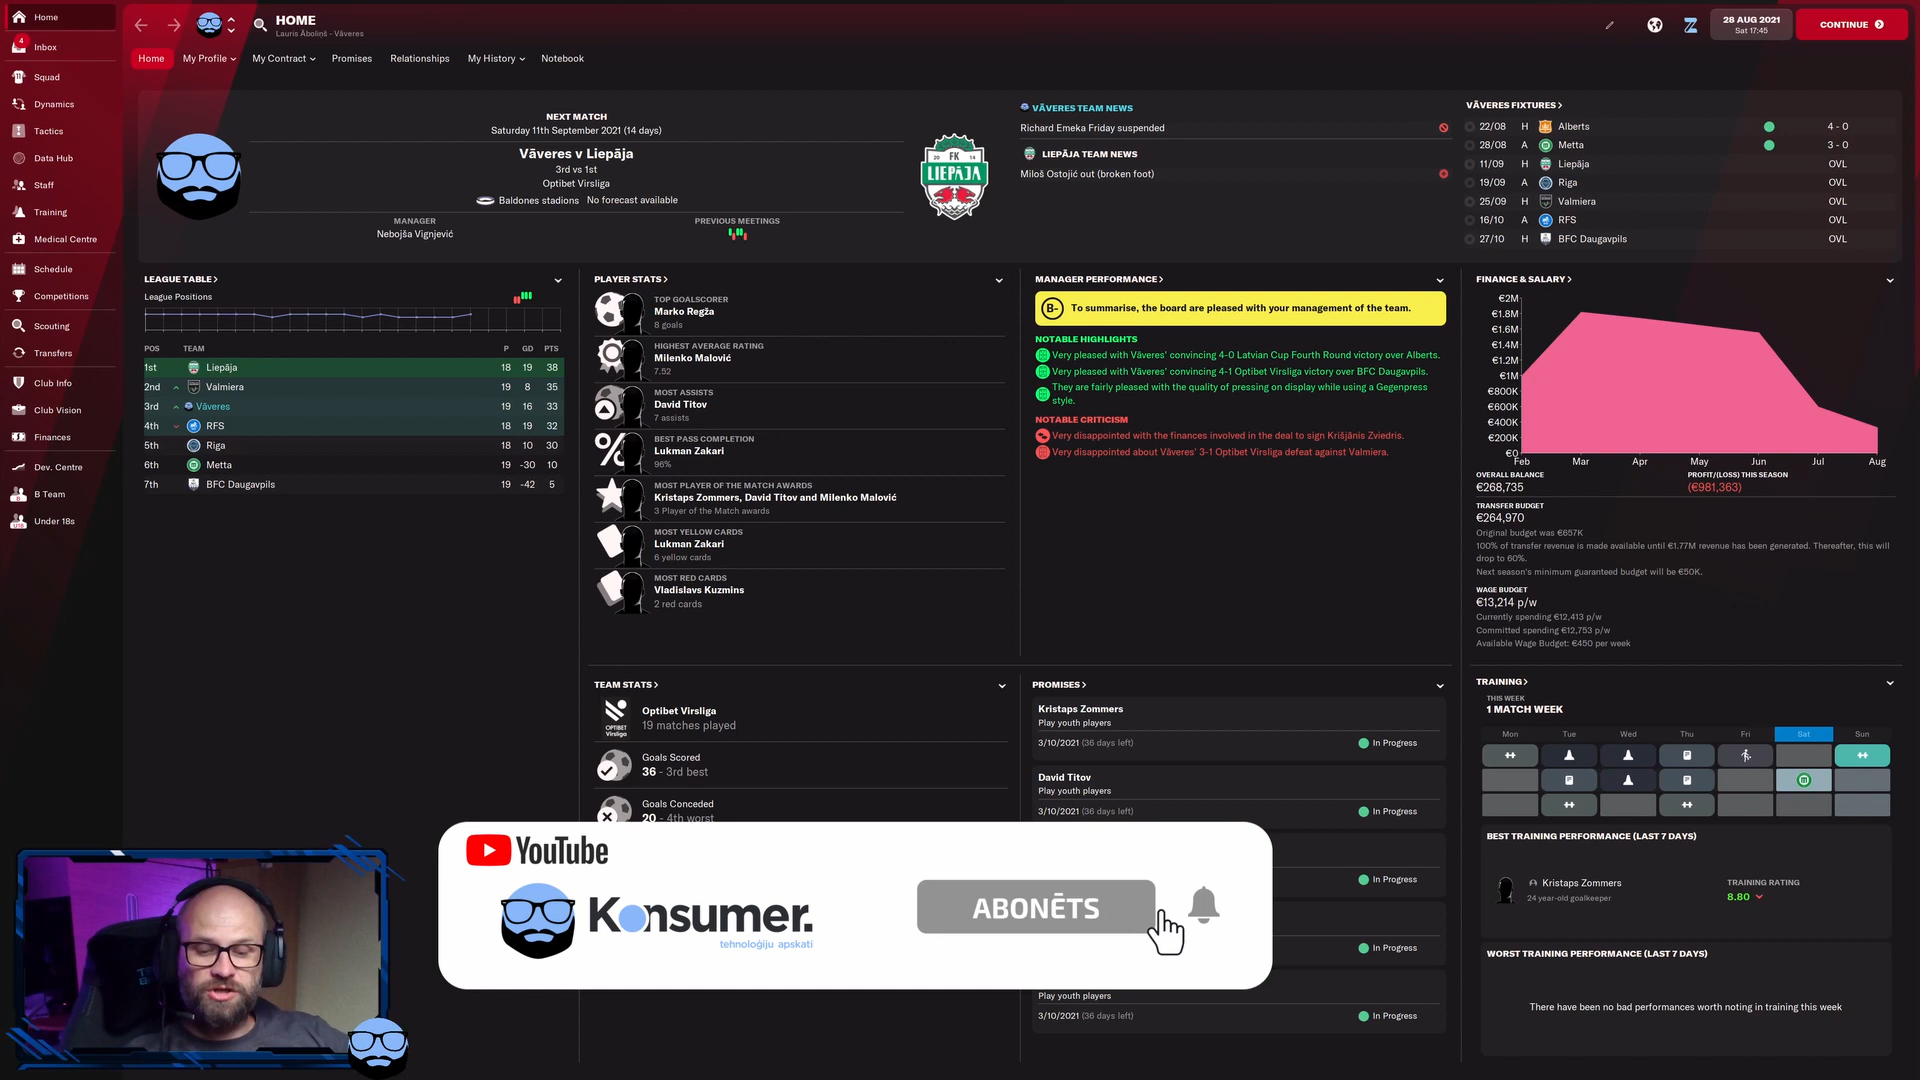 Home
4
Inbox
Squad
Dynamics
Tactics
Data Hub
Staff
Training
Medical Centre
Schedule
Competitions
Scouting
Transfers
Club Info
Club Vision
Finances
Dev. Centre
B Team
Under 18s
HOME
Lauris Āboliņš - Vāveres
28 AUG 2021
Sat 17:45
CONTINUE
Home My Profile My Contract Promises Relationships My History Notebook
NEXT MATCH
Saturday 11th September 2021 (14 days)
Vāveres v Liepāja
3rd vs 1st
Optibet Virsliga
Baldones stadions No forecast available
MANAGER
Nebojša Vignjević
PREVIOUS MEETINGS
20 FK 14
LIEPĀJA
VĀVERES TEAM NEWS
Richard Emeka Friday suspended
LIEPĀJA TEAM NEWS
Miloš Ostojić out (broken foot)
VĀVERES FIXTURES >
22/08 H Alberts 4 - 0
28/08 A Metta 3 - 0
11/09 H Liepāja OVL
19/09 A Riga OVL
25/09 H Valmiera OVL
16/10 A RFS OVL
27/10 H BFC Daugavpils OVL
LEAGUE TABLE >
League Positions
POS TEAM P GD PTS
1st Liepāja 18 19 38
2nd Valmiera 19 8 35
3rd Vāveres 19 16 33
4th RFS 18 19 32
5th Riga 18 10 30
6th Metta 19 -30 10
7th BFC Daugavpils 19 -42 5
PLAYER STATS >
TOP GOALSCORER
Marko Regža
8 goals
HIGHEST AVERAGE RATING
Milenko Malović
7.52
MOST ASSISTS
David Titov
7 assists
BEST PASS COMPLETION
Lukman Zakari
96%
MOST PLAYER OF THE MATCH AWARDS
Kristaps Zommers, David Titov and Milenko Malović
3 Player of the Match awards
MOST YELLOW CARDS
Lukman Zakari
6 yellow cards
MOST RED CARDS
Vladislavs Kuzmins
2 red cards
MANAGER PERFORMANCE >
B- To summarise, the board are pleased with your management of the team.
NOTABLE HIGHLIGHTS
Very pleased with Vāveres' convincing 4-0 Latvian Cup Fourth Round victory over Alberts.
Very pleased with Vāveres' convincing 4-1 Optibet Virsliga victory over BFC Daugavpils.
They are fairly pleased with the quality of pressing on display while using a Gegenpress
style.
NOTABLE CRITICISM
Very disappointed with the finances involved in the deal to sign Krišjānis Zviedris.
Very disappointed about Vāveres' 3-1 Optibet Virsliga defeat against Valmiera.
FINANCE & SALARY >
€2M
€1.8M
€1.6M
€1.4M
€1.2M
€1M
€800K
€600K
€400K
€200K
€0
Feb Mar Apr May Jun Jul Aug
OVERALL BALANCE
€268,735
PROFIT/(LOSS) THIS SEASON
(€981,363)
TRANSFER BUDGET
€264,970
Original budget was €657K
100% of transfer revenue is made available until €1.77M revenue has been generated. Thereafter, this will
drop to 60%.
Next season's minimum guaranteed budget will be €50K.
WAGE BUDGET
€13,214 p/w
Currently spending €12,413 p/w
Committed spending €12,753 p/w
Available Wage Budget: €450 per week
TEAM STATS >
OPTIBET
Virsliga
Optibet Virsliga
19 matches played
Goals Scored
36 - 3rd best
Goals Conceded
20 - 4th worst
PROMISES >
Kristaps Zommers
Play youth players
3/10/2021 (36 days left) In Progress
David Titov
Play youth players
3/10/2021 (36 days left) In Progress
In Progress
In Progress
Play youth players
3/10/2021 (36 days left) In Progress
TRAINING >
THIS WEEK
1 MATCH WEEK
Mon Tue Wed Thu Fri Sat Sun
BEST TRAINING PERFORMANCE (LAST 7 DAYS)
Kristaps Zommers
24 year-old goalkeeper
TRAINING RATING
8.80
WORST TRAINING PERFORMANCE (LAST 7 DAYS)
There have been no bad performances worth noting in training this week
YouTube
Konsumer.
tehnoloģiju apskati
ABONĒTS